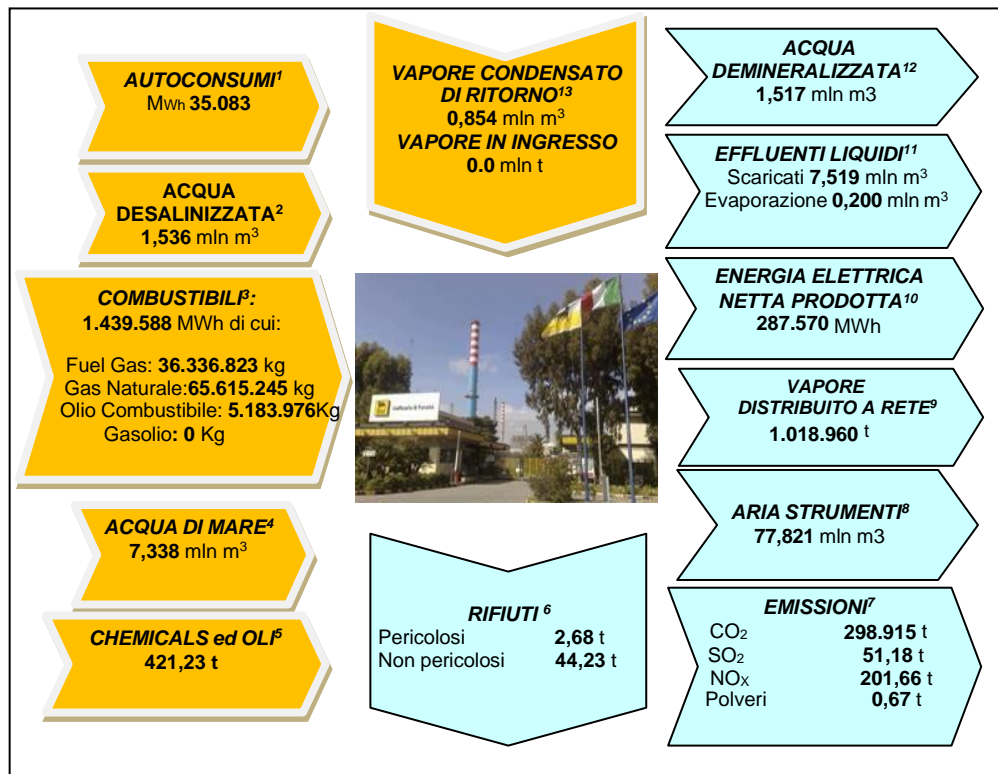 AUTOCONSUMI¹
MWh 35.083
ACQUA
DESALINIZZATA²
1,536 mln m³
COMBUSTIBILI³:
1.439.588 MWh di cui:
Fuel Gas: 36.336.823 kg
Gas Naturale:65.615.245 kg
Olio Combustibile: 5.183.976Kg
Gasolio: 0 Kg
ACQUA DI MARE⁴
7,338 mln m³
CHEMICALS ed OLI⁵
421,23 t
VAPORE CONDENSATO
DI RITORNO¹³
0,854 mln m³
VAPORE IN INGRESSO
0.0 mln t
RIFIUTI ⁶
Pericolosi 2,68 t
Non pericolosi 44,23 t
ACQUA
DEMINERALIZZATA¹²
1,517 mln m3
EFFLUENTI LIQUIDI¹¹
Scaricati 7,519 mln m³
Evaporazione 0,200 mln m³
ENERGIA ELETTRICA
NETTA PRODOTTA¹⁰
287.570 MWh
VAPORE
DISTRIBUITO A RETE⁹
1.018.960 t
ARIA STRUMENTI⁸
77,821 mln m3
EMISSIONI⁷
CO₂ 298.915 t
SO₂ 51,18 t
NOx 201,66 t
Polveri 0,67 t